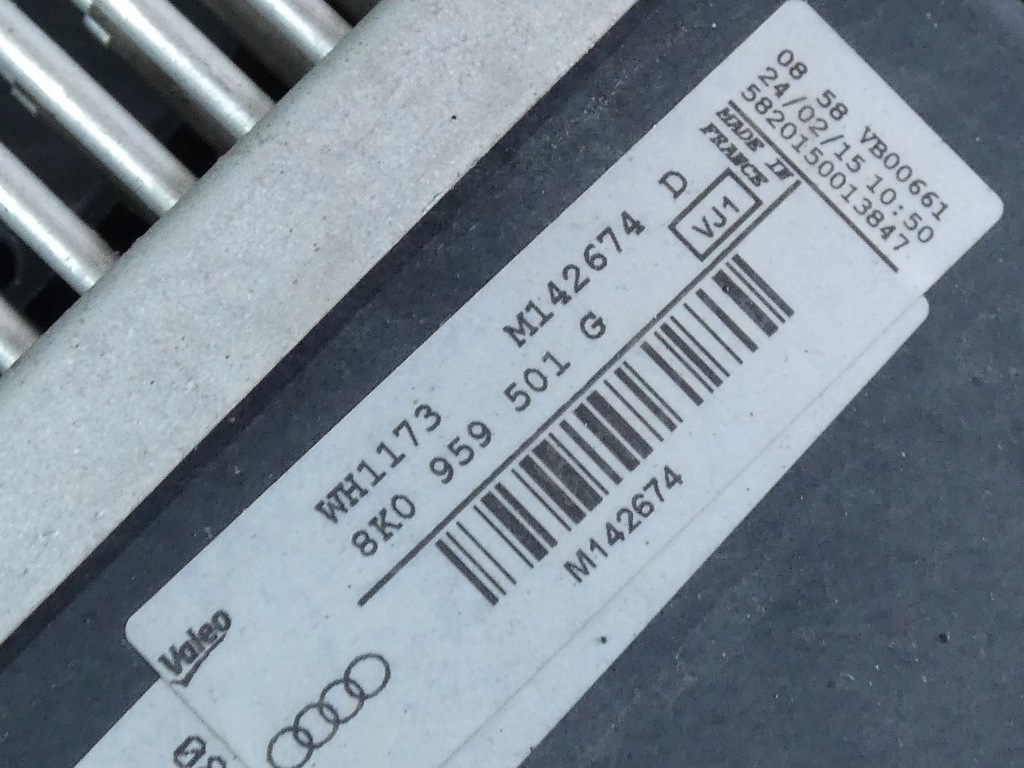 08 58 VB00661
24/02/15 10:50
58201500013847
MADE IN
FRANCE
D
VJ1
WH1173 M142674
8K0 959 501 G
M142674
Valeo